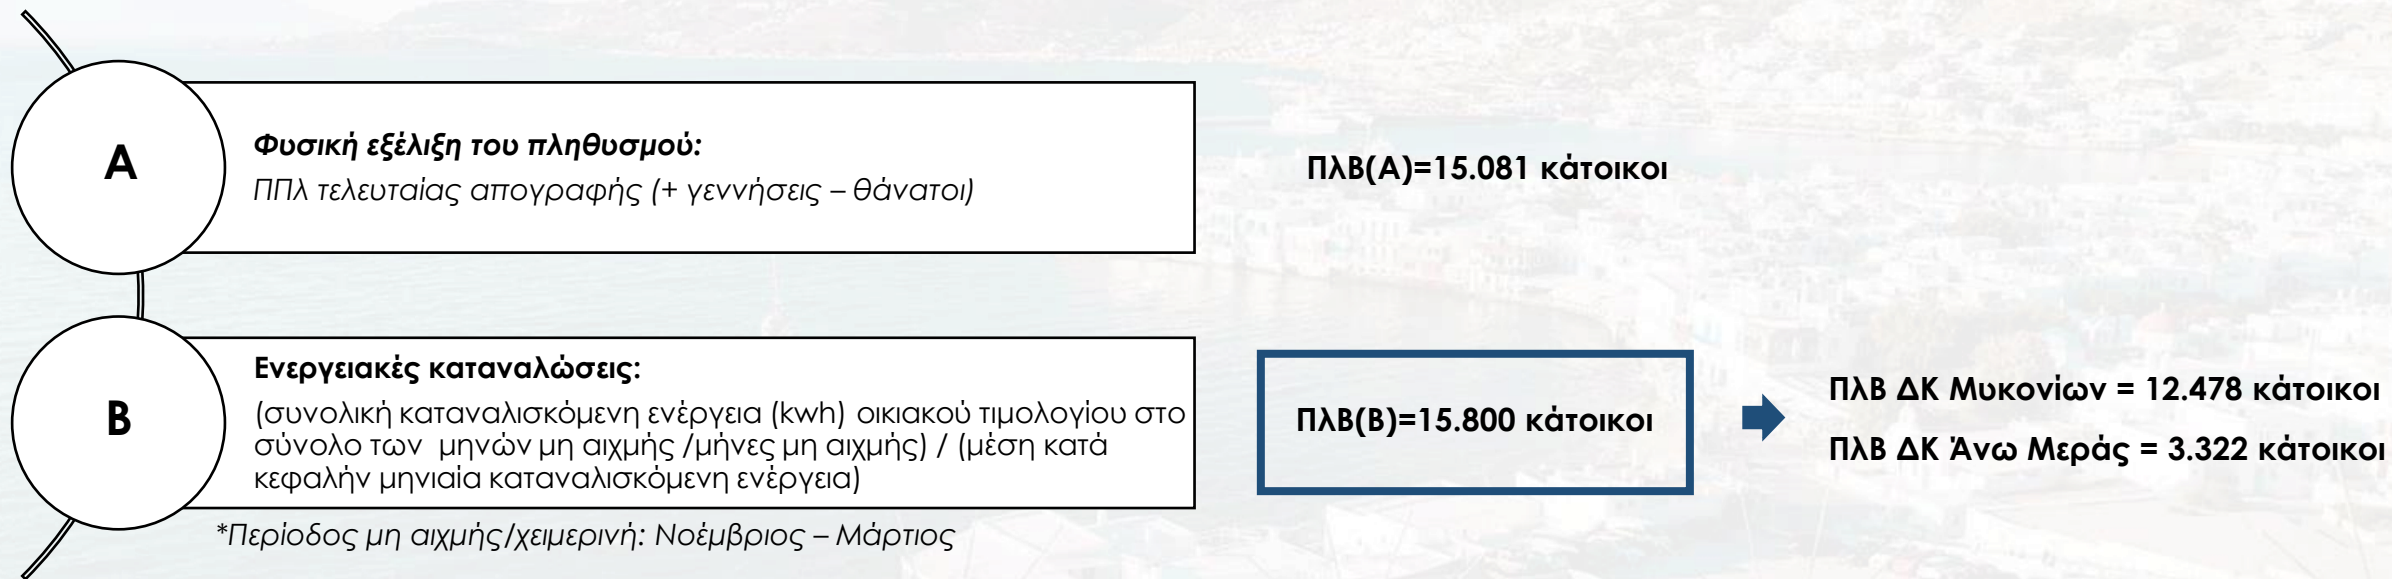 Α
Φυσική εξέλιξη του πληθυσμού:
ΠΠλ τελευταίας απογραφής (+ γεννήσεις – θάνατοι)
ΠλΒ(Α)=15.081 κάτοικοι
Β
Ενεργειακές καταναλώσεις:
(συνολική καταναλισκόμενη ενέργεια (kwh) οικιακού τιμολογίου στο
σύνολο των μηνών μη αιχμής /μήνες μη αιχμής) / (μέση κατά
κεφαλήν μηνιαία καταναλισκόμενη ενέργεια)
*Περίοδος μη αιχμής/χειμερινή: Νοέμβριος – Μάρτιος
ΠλΒ(Β)=15.800 κάτοικοι
ΠλΒ ΔΚ Μυκονίων = 12.478 κάτοικοι
ΠλΒ ΔΚ Άνω Μεράς = 3.322 κάτοικοι